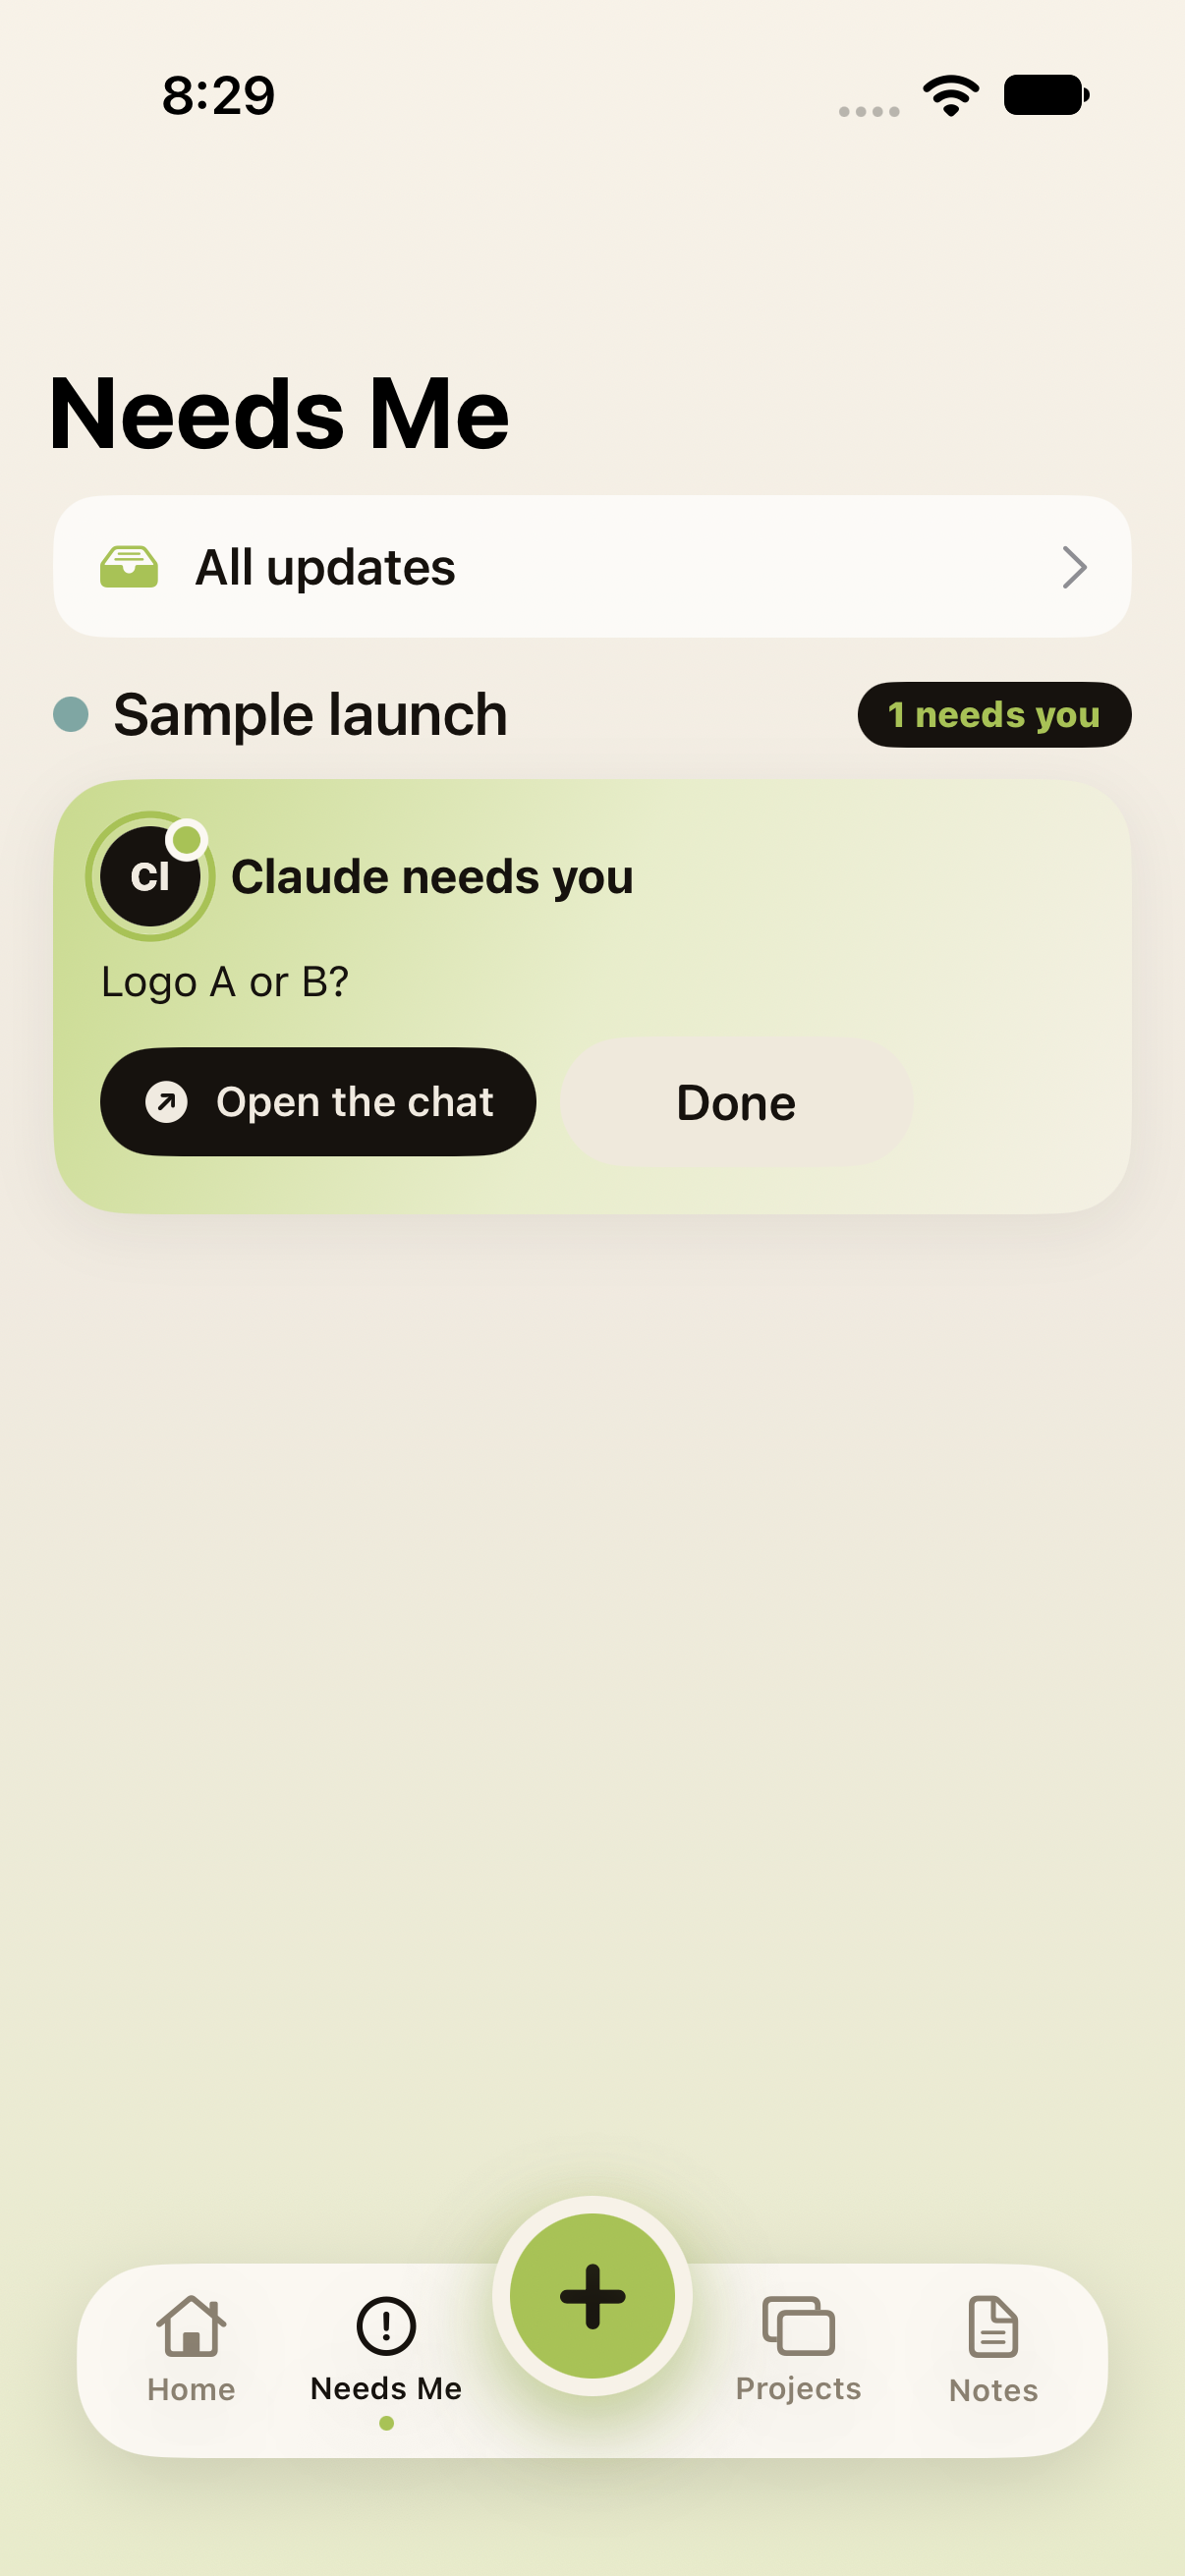 8:29
Needs Me
All updates
Sample launch
1 needs you
Cl
Claude needs you
Logo A or B?
Open the chat
Done
Home
Needs Me
Projects
Notes